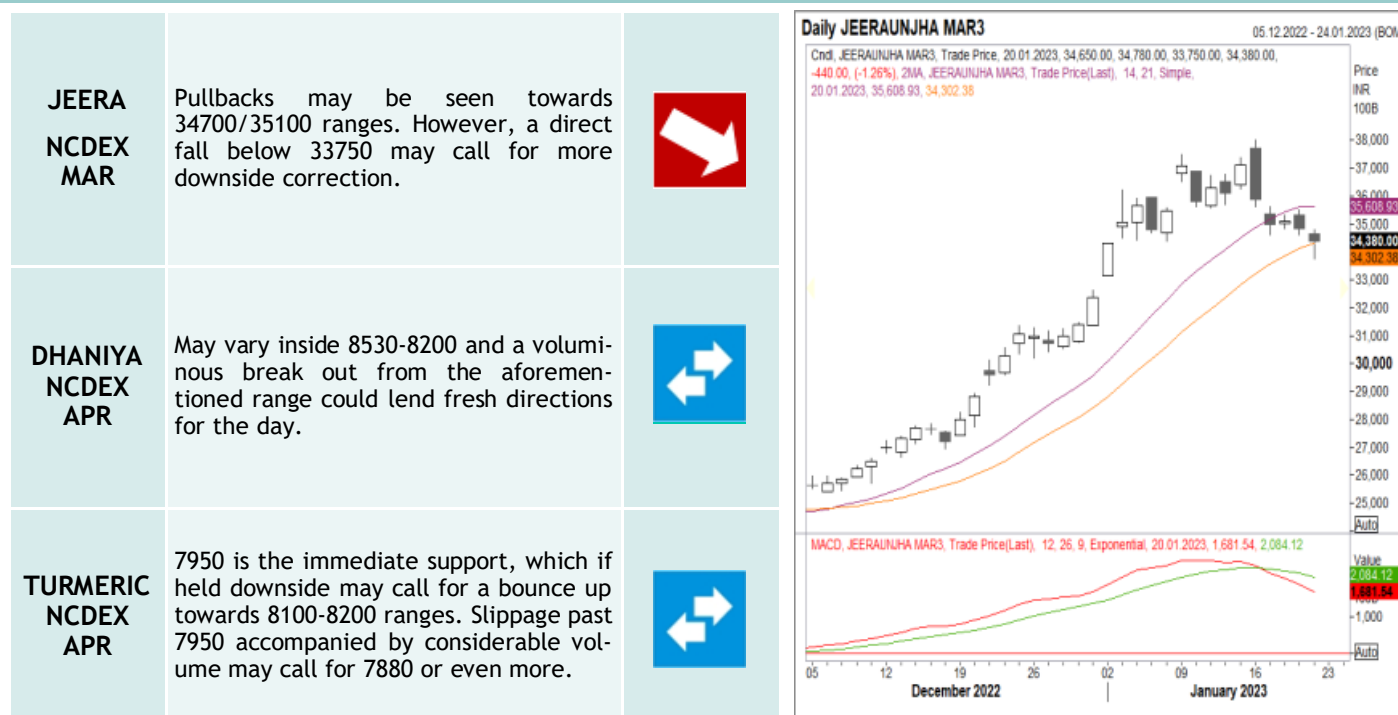 JEERA
NCDEX
MAR
Pullbacks may be seen towards
34700/35100 ranges. However, a direct
fall below 33750 may call for more
downside correction.
DHANIYA
NCDEX
APR
May vary inside 8530-8200 and a volumi-
nous break out from the aforemen-
tioned range could lend fresh directions
for the day.
TURMERIC
NCDEX
APR
7950 is the immediate support, which if
held downside may call for a bounce up
towards 8100-8200 ranges. Slippage past
7950 accompanied by considerable vol-
ume may call for 7880 or even more.
Daily JEERAUNJHA MAR3
05.12.2022 - 24.01.2023 (BOM
Cndl, JEERAUNJHA MAR3, Trade Price, 20.01.2023, 34,650.00, 34,780.00, 33,750.00, 34,380.00,
-440.00, (-1.26%), 2MA, JEERAUNJHA MAR3, Trade Price(Last), 14, 21, Simple,
20.01.2023, 35,608.93, 34,302.38
Price
INR
100B
38,000
37,000
36,000
35,608.93
35,000
34,380.00
34,302.38
33,000
32,000
31,000
30,000
29,000
28,000
27,000
26,000
25,000
Auto
MACD, JEERAUNJHA MAR3, Trade Price(Last), 12, 26, 9, Exponential, 20.01.2023, 1,681.54, 2,084.12
Value
2,084.12
1,681.54
1,000
Auto
05 12 19 26 02 09 16 23
December 2022 January 2023